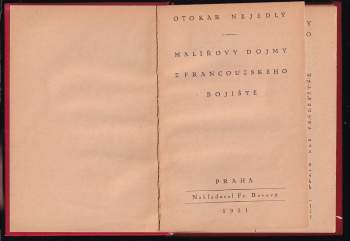 OTOKAR NEJEDLÝ
MALÍŘOVY DOJMY
Z FRANCOUZSKÉHO
BOJIŠTĚ
PRAHA
Nakladatel Fr. Borový
1921